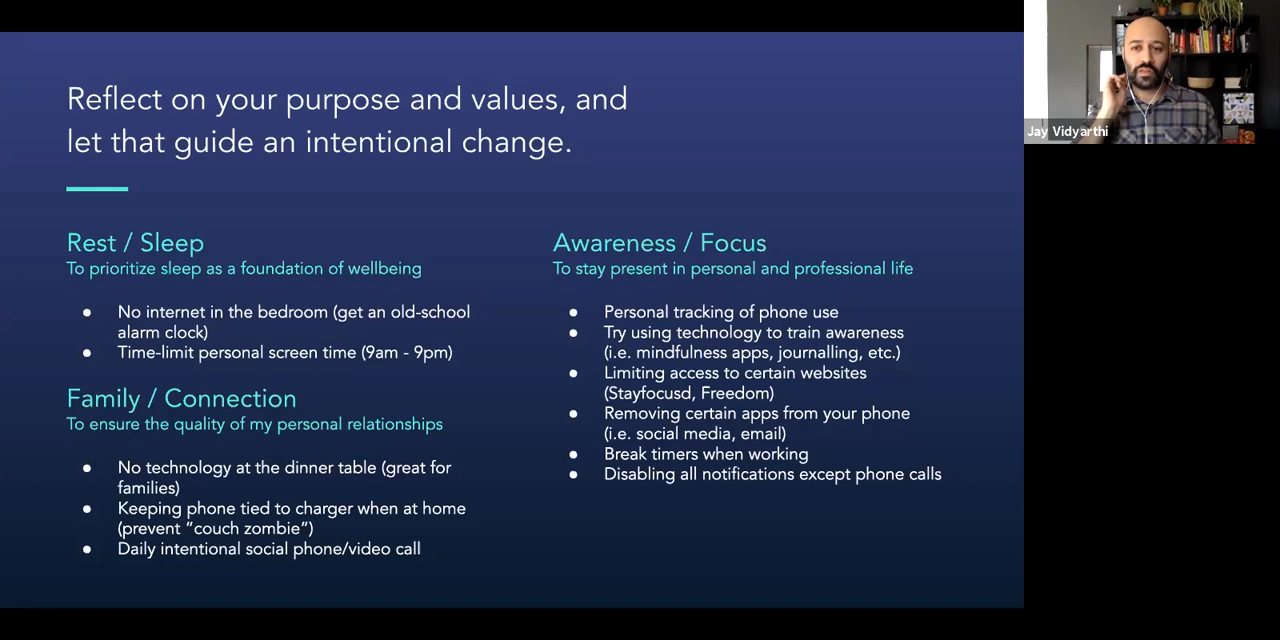 Reflect on your purpose and values, and
let that guide an intentional change.
Rest / Sleep
To prioritize sleep as a foundation of wellbeing
● No internet in the bedroom (get an old-school
alarm clock)
● Time-limit personal screen time (9am - 9pm)
Family / Connection
To ensure the quality of my personal relationships
● No technology at the dinner table (great for
families)
● Keeping phone tied to charger when at home
(prevent “couch zombie”)
● Daily intentional social phone/video call
Awareness / Focus
To stay present in personal and professional life
● Personal tracking of phone use
● Try using technology to train awareness
(i.e. mindfulness apps, journalling, etc.)
● Limiting access to certain websites
(Stayfocusd, Freedom)
● Removing certain apps from your phone
(i.e. social media, email)
● Break timers when working
● Disabling all notifications except phone calls
Jay Vidyarthi